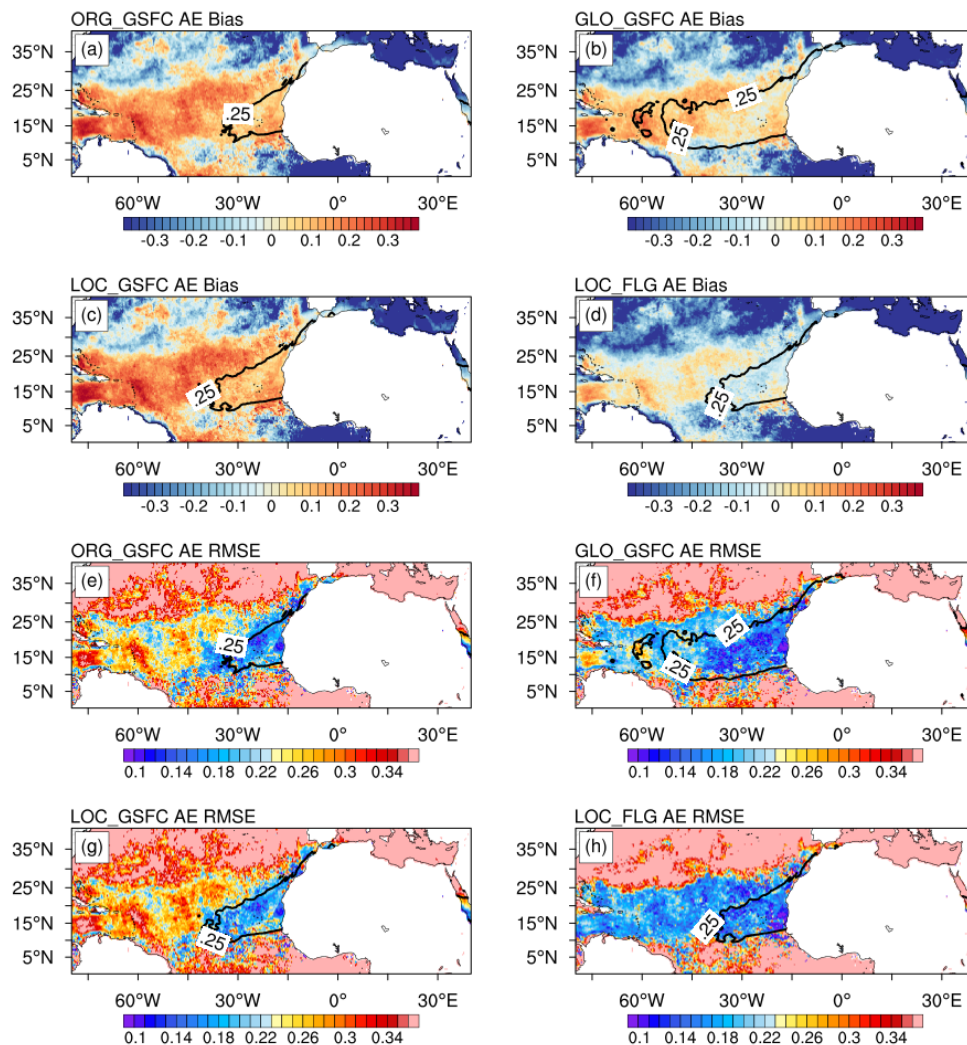 ORG_GSFC AE Bias
GLO_GSFC AE Bias
(a)
(b)
35°N
25°N
15°N
5°N
.25
35°N
25°N
15°N
5°N
.25
.25
60°W 30°W 0° 30°E
60°W 30°W 0° 30°E
-0.3 -0.2 -0.1 0 0.1 0.2 0.3
-0.3 -0.2 -0.1 0 0.1 0.2 0.3
LOC_GSFC AE Bias
LOC_FLG AE Bias
(c)
(d)
35°N
25°N
15°N
5°N
.25
35°N
25°N
15°N
5°N
.25
60°W 30°W 0° 30°E
60°W 30°W 0° 30°E
-0.3 -0.2 -0.1 0 0.1 0.2 0.3
-0.3 -0.2 -0.1 0 0.1 0.2 0.3
ORG_GSFC AE RMSE
GLO_GSFC AE RMSE
(e)
(f)
35°N
25°N
15°N
5°N
.25
35°N
25°N
15°N
5°N
.25
.25
60°W 30°W 0° 30°E
60°W 30°W 0° 30°E
0.1 0.14 0.18 0.22 0.26 0.3 0.34
0.1 0.14 0.18 0.22 0.26 0.3 0.34
LOC_GSFC AE RMSE
LOC_FLG AE RMSE
(g)
(h)
35°N
25°N
15°N
5°N
.25
35°N
25°N
15°N
5°N
.25
60°W 30°W 0° 30°E
60°W 30°W 0° 30°E
0.1 0.14 0.18 0.22 0.26 0.3 0.34
0.1 0.14 0.18 0.22 0.26 0.3 0.34